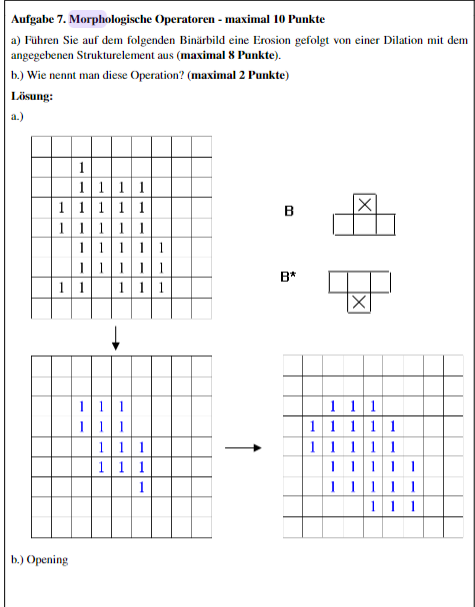 Aufgabe 7. Morphologische Operatoren - maximal 10 Punkte
a) Führen Sie auf dem folgenden Binärbild eine Erosion gefolgt von einer Dilation mit dem
angegebenen Strukturelement aus (maximal 8 Punkte).
b.) Wie nennt man diese Operation? (maximal 2 Punkte)
Lösung:
a.)
1
1 1 1 1
1 1 1 1 1
1 1 1 1 1
1 1 1 1 1
1 1 1 1 1
1 1 1 1 1
B
B*
1 1 1
1 1 1
1 1 1
1 1 1
1
1 1 1
1 1 1 1 1
1 1 1 1 1
1 1 1 1 1
1 1 1 1 1
1 1 1
b.) Opening